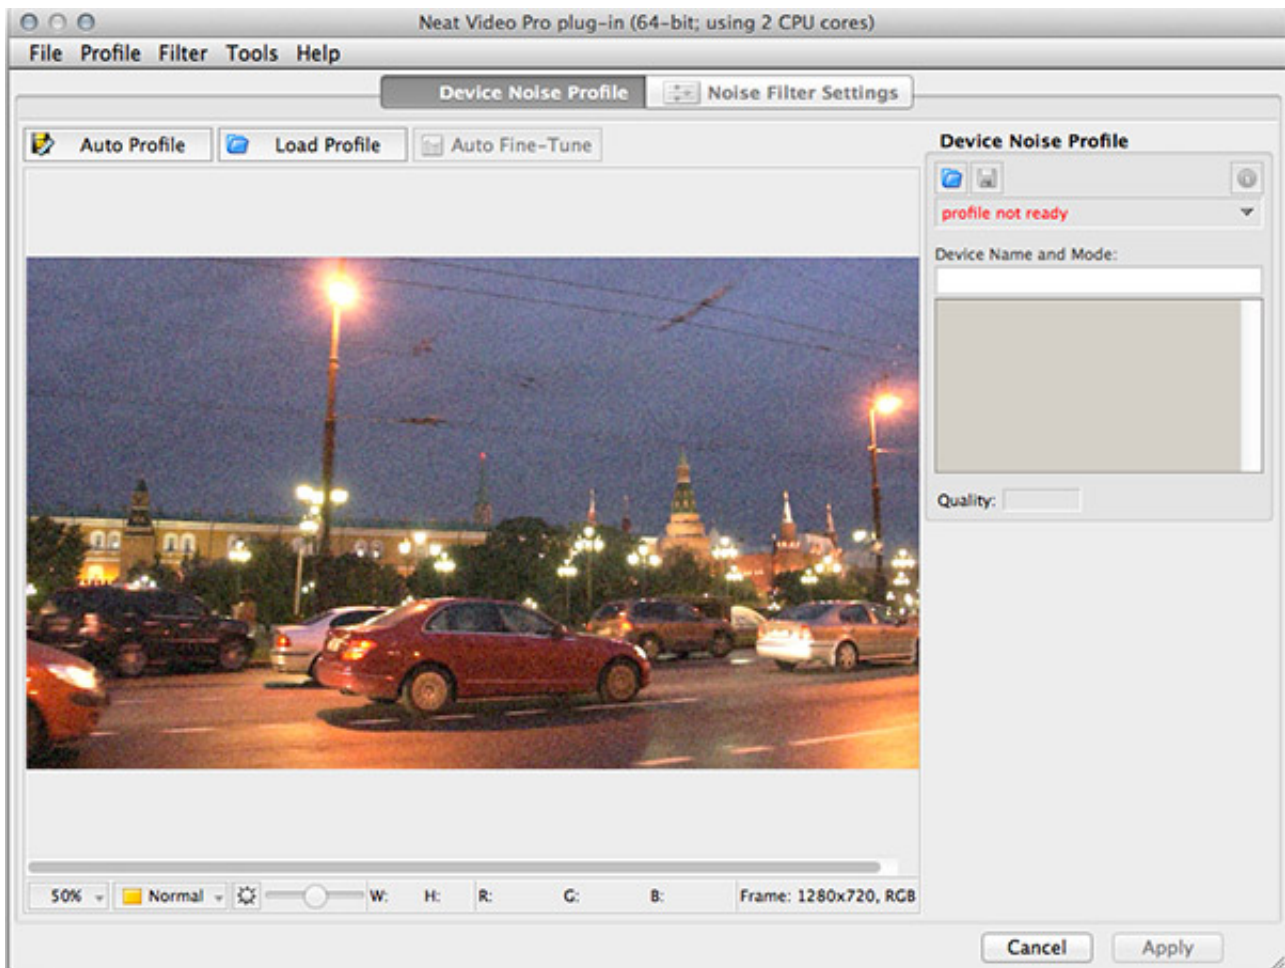 Neat Video Pro plug-in (64-bit; using 2 CPU cores)
File Profile Filter Tools Help
Device Noise Profile Noise Filter Settings
Auto Profile Load Profile Auto Fine-Tune
Device Noise Profile
profile not ready
Device Name and Mode:
Quality:
50% Normal W: H: R: G: B: Frame: 1280x720, RGB
Cancel Apply